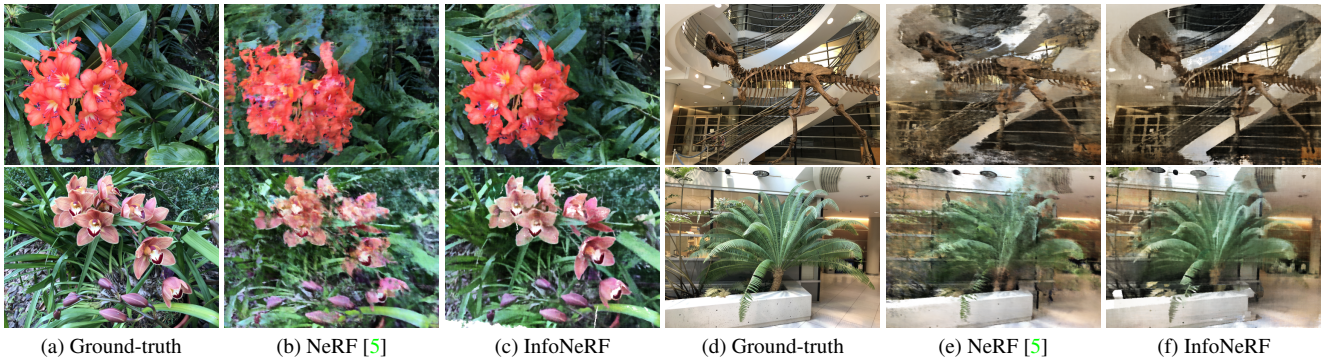 (a) Ground-truth
(b) NeRF [5]
(c) InfoNeRF
(d) Ground-truth
(e) NeRF [5]
(f) InfoNeRF